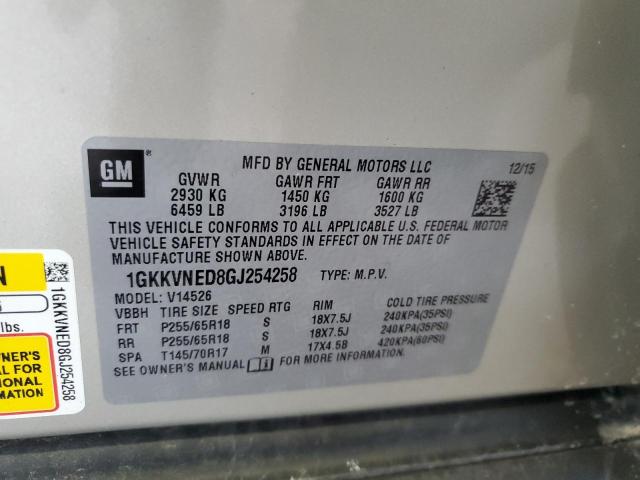 GM ®
MFD BY GENERAL MOTORS LLC 12/15
GVWR GAWR FRT GAWR RR
2930 KG 1450 KG 1600 KG
6459 LB 3196 LB 3527 LB
THIS VEHICLE CONFORMS TO ALL APPLICABLE U.S. FEDERAL MOTOR
VEHICLE SAFETY STANDARDS IN EFFECT ON THE DATE OF
MANUFACTURE SHOWN ABOVE.
1GKKVNED8GJ254258 TYPE: M.P.V.
MODEL: V14526
VBBH TIRE SIZE SPEED RTG RIM COLD TIRE PRESSURE
FRT P255/65R18 S 18X7.5J 240KPA(35PSI)
RR P255/65R18 S 18X7.5J 240KPA(35PSI)
SPA T145/70R17 M 17X4.5B 420KPA(60PSI)
SEE OWNER'S MANUAL FOR MORE INFORMATION.
N
lbs.
WNER'S
FOR
IONAL
MATION
1GKKVNED8GJ254258